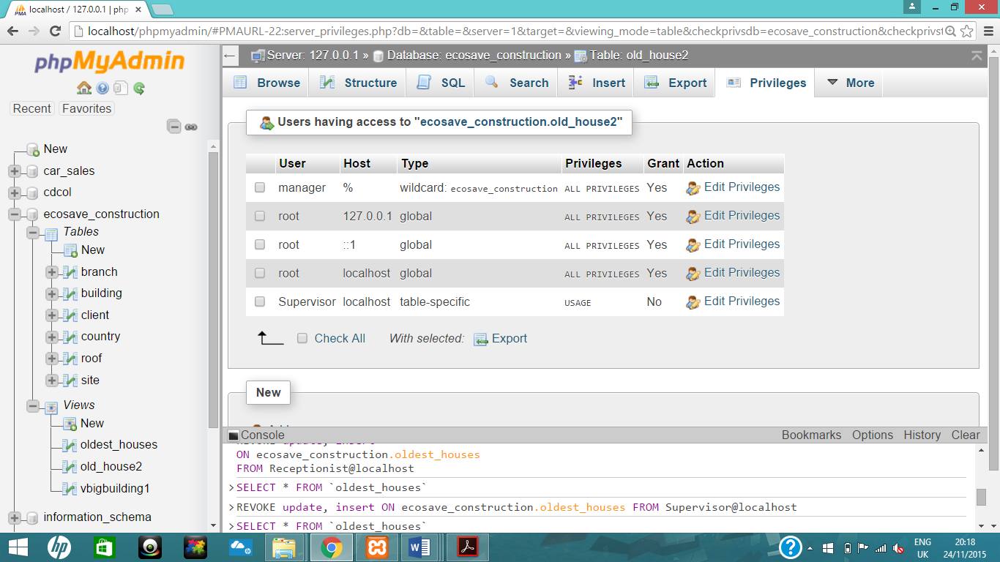 localhost / 127.0.0.1 | php
localhost/phpmyadmin/#PMAURL-22:server_privileges.php?db=&table=&server=1&target=&viewing_mode=table&checkprivsdb=ecosave_construction&checkprivst
phpMyAdmin
Recent Favorites
New
car_sales
cdcol
ecosave_construction
Tables
New
branch
building
client
country
roof
site
Views
New
oldest_houses
old_house2
vbigbuilding1
information_schema
Server: 127.0.0.1 » Database: ecosave_construction » Table: old_house2
Browse Structure SQL Search Insert Export Privileges More
Users having access to "ecosave_construction.old_house2"
User Host Type Privileges Grant Action
manager % wildcard: ecosave_construction ALL PRIVILEGES Yes Edit Privileges
root 127.0.0.1 global ALL PRIVILEGES Yes Edit Privileges
root ::1 global ALL PRIVILEGES Yes Edit Privileges
root localhost global ALL PRIVILEGES Yes Edit Privileges
Supervisor localhost table-specific USAGE No Edit Privileges
Check All With selected: Export
New
Console Bookmarks Options History Clear
REVOKE update, insert
ON ecosave_construction.oldest_houses
FROM Receptionist@localhost
>SELECT * FROM `oldest_houses`
>REVOKE update, insert ON ecosave_construction.oldest_houses FROM Supervisor@localhost
>SELECT * FROM `oldest_houses`
ENG 20:18
UK 24/11/2015